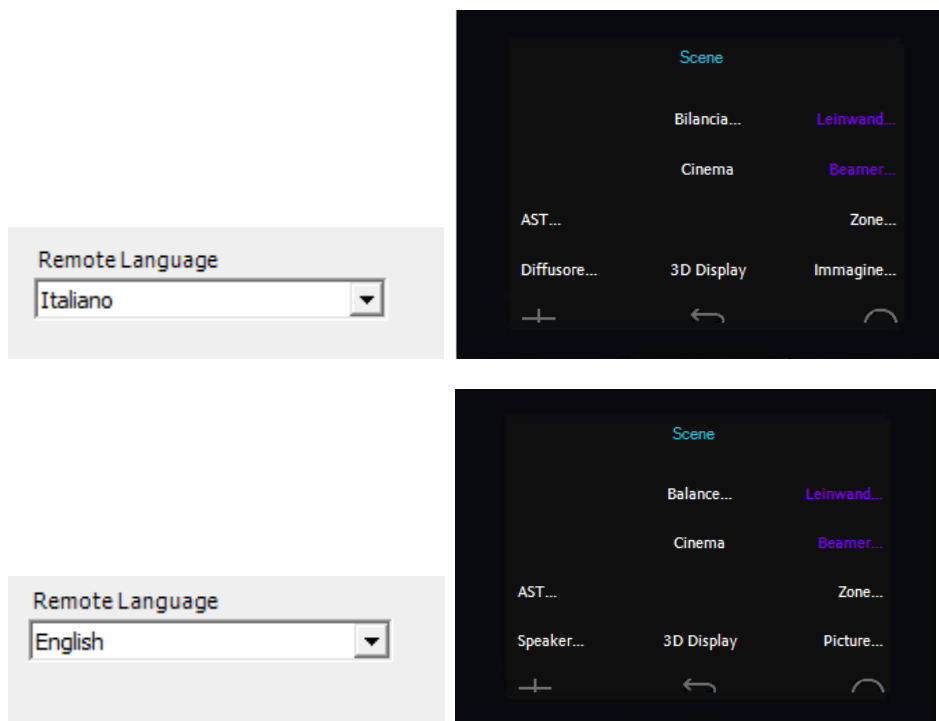 Scene
Bilancia... Leinwand...
Cinema Beamer...
AST... Zone...
Remote Language
Italiano
Diffusore... 3D Display Immagine...
Scene
Balance... Leinwand...
Cinema Beamer...
AST... Zone...
Remote Language
English
Speaker... 3D Display Picture...